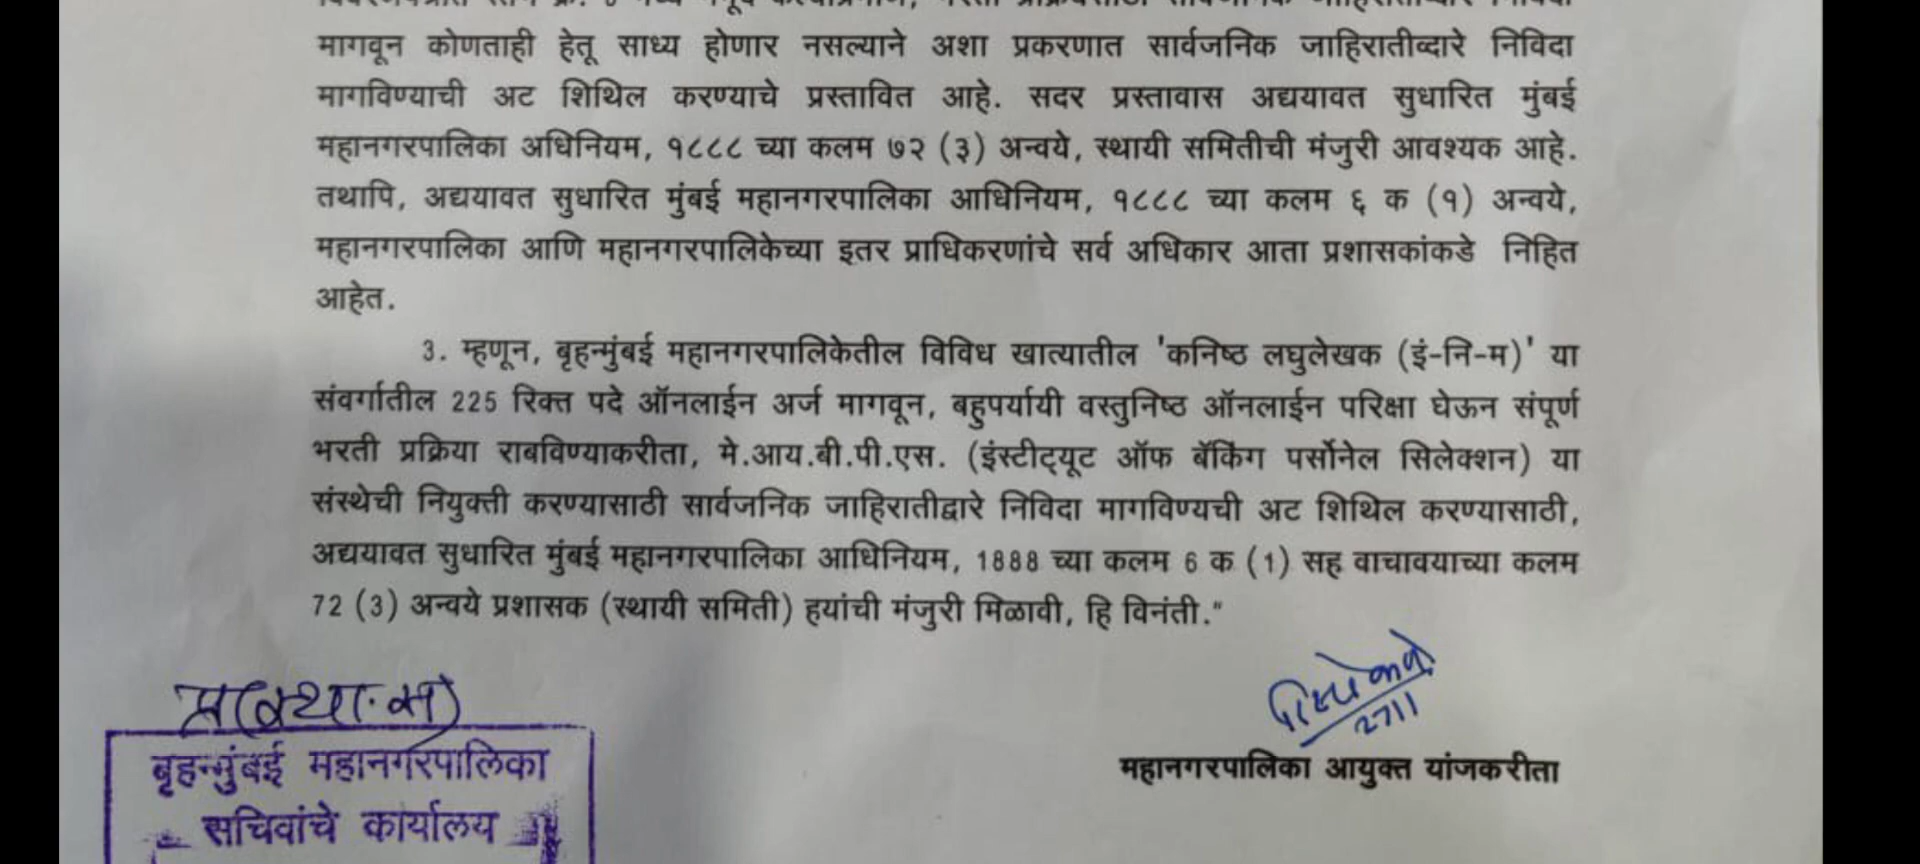 मागवून कोणताही हेतू साध्य होणार नसल्याने अशा प्रकरणात सार्वजनिक जाहिरातीव्दारे निविदा
मागविण्याची अट शिथिल करण्याचे प्रस्तावित आहे. सदर प्रस्तावास अद्ययावत सुधारित मुंबई
महानगरपालिका अधिनियम, १८८८ च्या कलम ७२ (३) अन्वये, स्थायी समितीची मंजुरी आवश्यक आहे.
तथापि, अद्ययावत सुधारित मुंबई महानगरपालिका आधिनियम, १८८८ च्या कलम ६ क (१) अन्वये,
महानगरपालिका आणि महानगरपालिकेच्या इतर प्राधिकरणांचे सर्व अधिकार आता प्रशासकांकडे निहित
आहेत.
3. म्हणून, बृहन्मुंबई महानगरपालिकेतील विविध खात्यातील 'कनिष्ठ लघुलेखक (इं-नि-म)' या
संवर्गातील 225 रिक्त पदे ऑनलाईन अर्ज मागवून, बहुपर्यायी वस्तुनिष्ठ ऑनलाईन परिक्षा घेऊन संपूर्ण
भरती प्रक्रिया राबविण्याकरीता, मे.आय.बी.पी.एस. (इंस्टीट्यूट ऑफ बॅकिंग पर्सोनेल सिलेक्शन) या
संस्थेची नियुक्ती करण्यासाठी सार्वजनिक जाहिरातीद्वारे निविदा मागविण्यची अट शिथिल करण्यासाठी,
अद्ययावत सुधारित मुंबई महानगरपालिका आधिनियम, 1888 च्या कलम 6 क (1) सह वाचावयाच्या कलम
72 (3) अन्वये प्रशासक (स्थायी समिती) हयांची मंजुरी मिळावी, हि विनंती."
महानगरपालिका आयुक्त यांजकरीता
बृहन्मुंबई महानगरपालिका
सचिवांचे कार्यालय